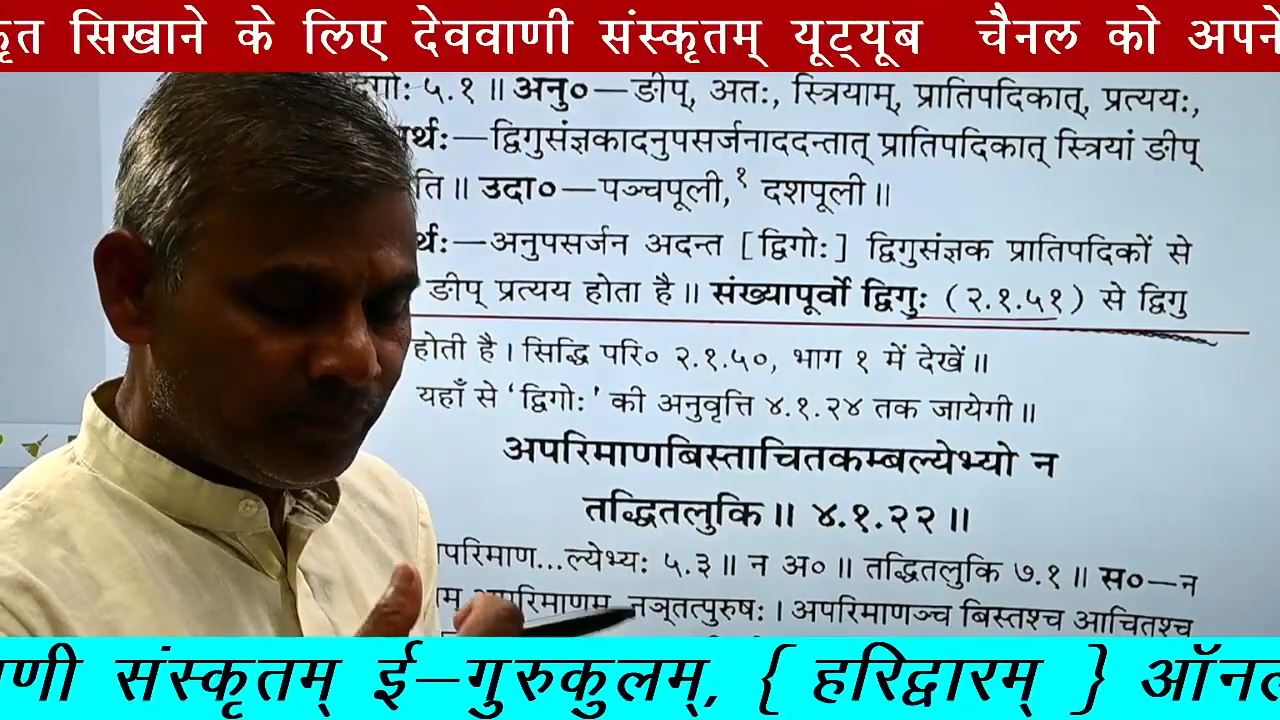 संस्कृत सिखाने के लिए देववाणी संस्कृतम् यूट्यूब चैनल को अपने
५.१ ॥ अनु०—ङीप्, अतः, स्त्रियाम्, प्रातिपदिकात्, प्रत्ययः,
द्विगुसंज्ञकादनुपसर्जनाददन्तात् प्रातिपदिकात् स्त्रियां ङीप्
ति ॥ उदा०—पञ्चपूली,१ दशपूली ॥
अनुपसर्जन अदन्त [द्विगोः] द्विगुसंज्ञक प्रातिपदिकों से
ङीप् प्रत्यय होता है ॥ संख्यापूर्वो द्विगुः (२.१.५१) से द्विगु
होती है । सिद्धि परि० २.१.५०, भाग १ में देखें ॥
यहाँ से ‘द्विगोः’ की अनुवृत्ति ४.१.२४ तक जायेगी ॥
अपरिमाणबिस्ताचितकम्बल्येभ्यो न
तद्धितलुकि ॥ ४.१.२२ ॥
परिमाण...ल्येभ्यः ५.३ ॥ न अ० ॥ तद्धितलुकि ७.१ ॥ स०—न
नञ्तत्पुरुषः । अपरिमाणञ्च बिस्तश्च आचितश्च
संस्कृतम् ई–गुरुकुलम्, { हरिद्वारम् }